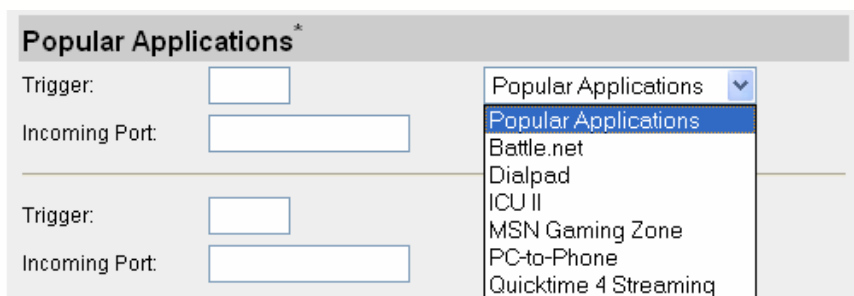 Popular Applications*
Trigger:
Popular Applications
Incoming Port:
Popular Applications
Battle.net
Dialpad
ICU II
MSN Gaming Zone
PC-to-Phone
Quicktime 4 Streaming
Trigger:
Incoming Port: